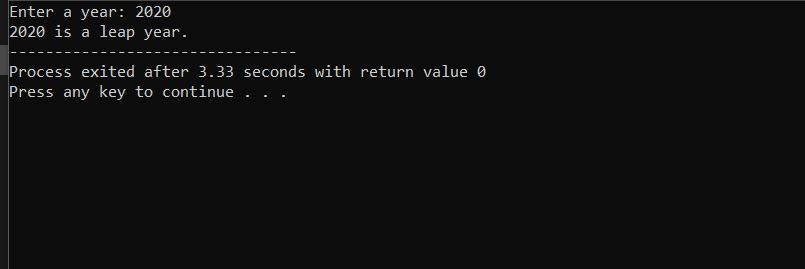 Enter a year: 2020
2020 is a leap year.
--------------------------------
Process exited after 3.33 seconds with return value 0
Press any key to continue . . .